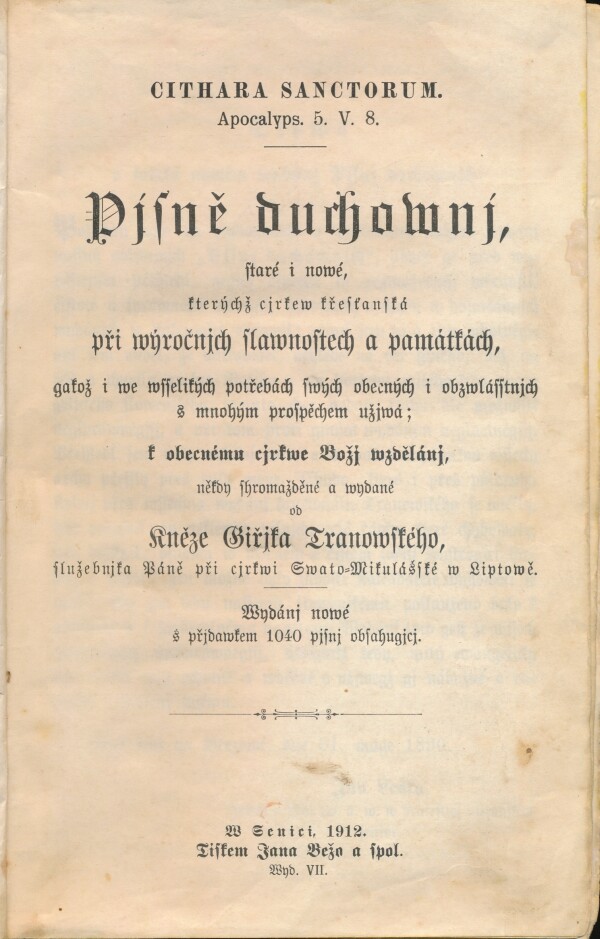 CITHARA SANCTORUM.
Apocalyps. 5. V. 8.
Pjsně duchownj,
staré i nowé,
kterýchž cjrkew křesťanská
při wýročnjch slawnostech a památkách,
gakož i we wsselikých potřebách swých obecných i obzwlásstnjch
s mnohým prospěchem užjwá;
k obecnému cjrkwe Božj wzdělánj,
někdy shromažděné a wydané
od
Kněze Giřjka Tranowského,
služebnjka Páně při cjrkwi Swato-Mikulášské w Liptowě.
Wydánj nowé
s přjdawkem 1040 pjsnj obsahugjcj.
W Senici, 1912.
Tiskem Jana Bežo a spol.
Wyd. VII.